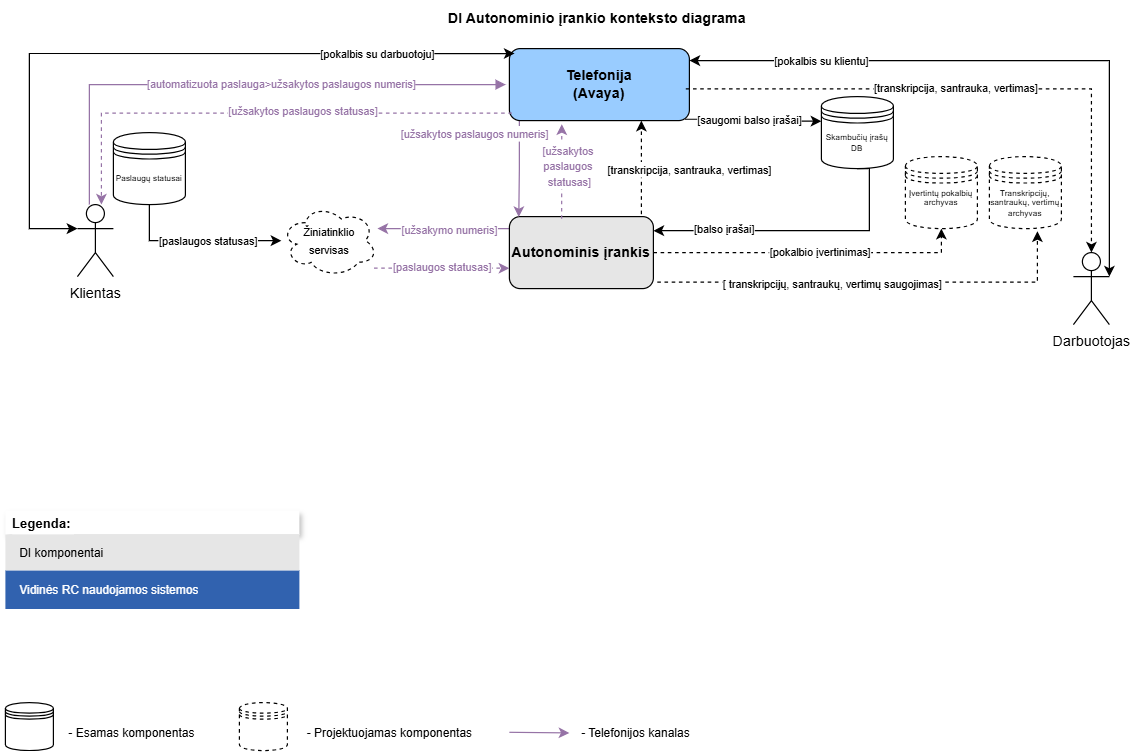 DI Autonominio įrankio konteksto diagrama
[pokalbis su darbuotoju]
Telefonija
(Avaya)
[pokalbis su klientu]
[automatizuota paslauga>užsakytos paslaugos numeris]
[transkripcija, santrauka, vertimas]
[užsakytos paslaugos statusas]
[saugomi balso įrašai]
Skambučių įrašų
DB
[užsakytos paslaugos numeris]
[užsakytos
paslaugos
statusas]
[transkripcija, santrauka, vertimas]
Paslaugų statusai
Įvertintų pokalbių
archyvas
Transkripcijų,
santraukų, vertimų
archyvas
Žiniatinklio
servisas
[užsakymo numeris]
[balso įrašai]
[paslaugos statusas]
Autonominis įrankis
[pokalbio įvertinimas]
[paslaugos statusas]
[ transkripcijų, santraukų, vertimų saugojimas]
Klientas
Darbuotojas
Legenda:
DI komponentai
Vidinės RC naudojamos sistemos
- Esamas komponentas
- Projektuojamas komponentas
- Telefonijos kanalas